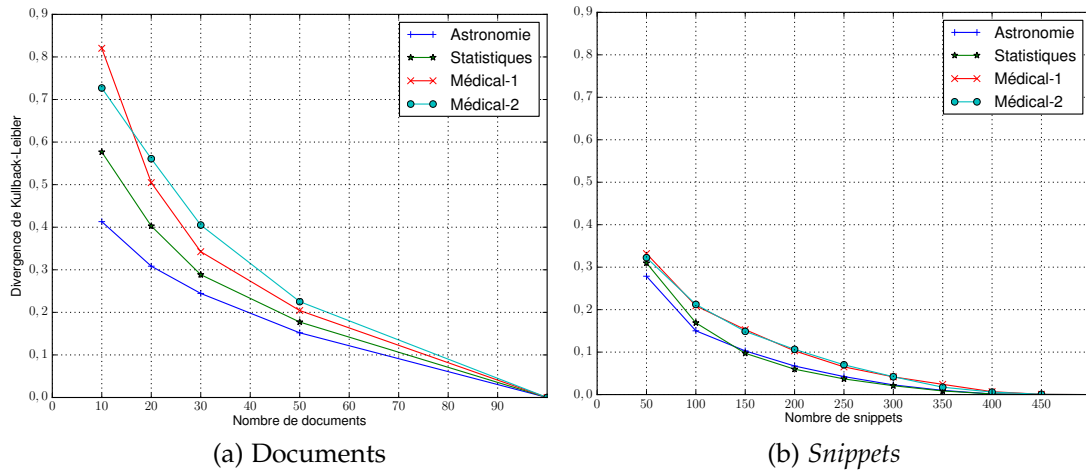 0.9
0.8
0.7
0.6
0.5
0.4
0.3
0.2
0.1
0.0
Divergence de Kullback-Leibler
0 10 20 30 40 50 60 70 80 90
Nombre de documents
Astronomie
Statistiques
Médical-1
Médical-2
(a) Documents
0.9
0.8
0.7
0.6
0.5
0.4
0.3
0.2
0.1
0.0
0 50 100 150 200 250 300 350 400 450
Nombre de snippets
Astronomie
Statistiques
Médical-1
Médical-2
(b) Snippets